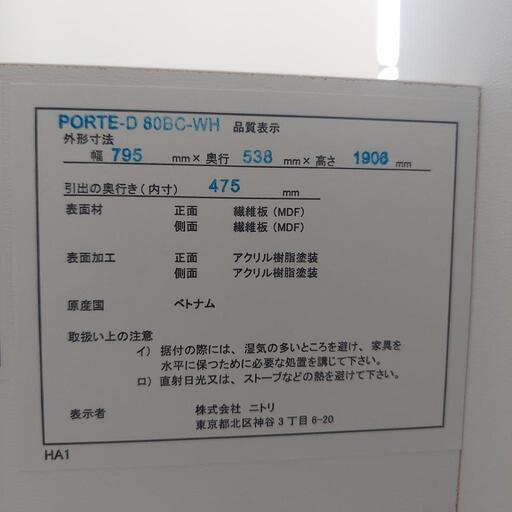 PORTE-D 80BC-WH 品質表示
外形寸法
幅 795 mm×奥行 538 mm×高さ 1906 mm
引出の奥行き(内寸) 475 mm
表面材 正面 繊維板(MDF)
側面 繊維板(MDF)
表面加工 正面 アクリル樹脂塗装
側面 アクリル樹脂塗装
原産国 ベトナム
取扱い上の注意
イ) 据付の際には、湿気の多いところを避け、家具を
水平に保つために必要な処置を講じて下さい。
ロ) 直射日光又は、ストーブなどの熱を避けて下さい。
表示者 株式会社 ニトリ
東京都北区神谷3丁目6-20
HA1